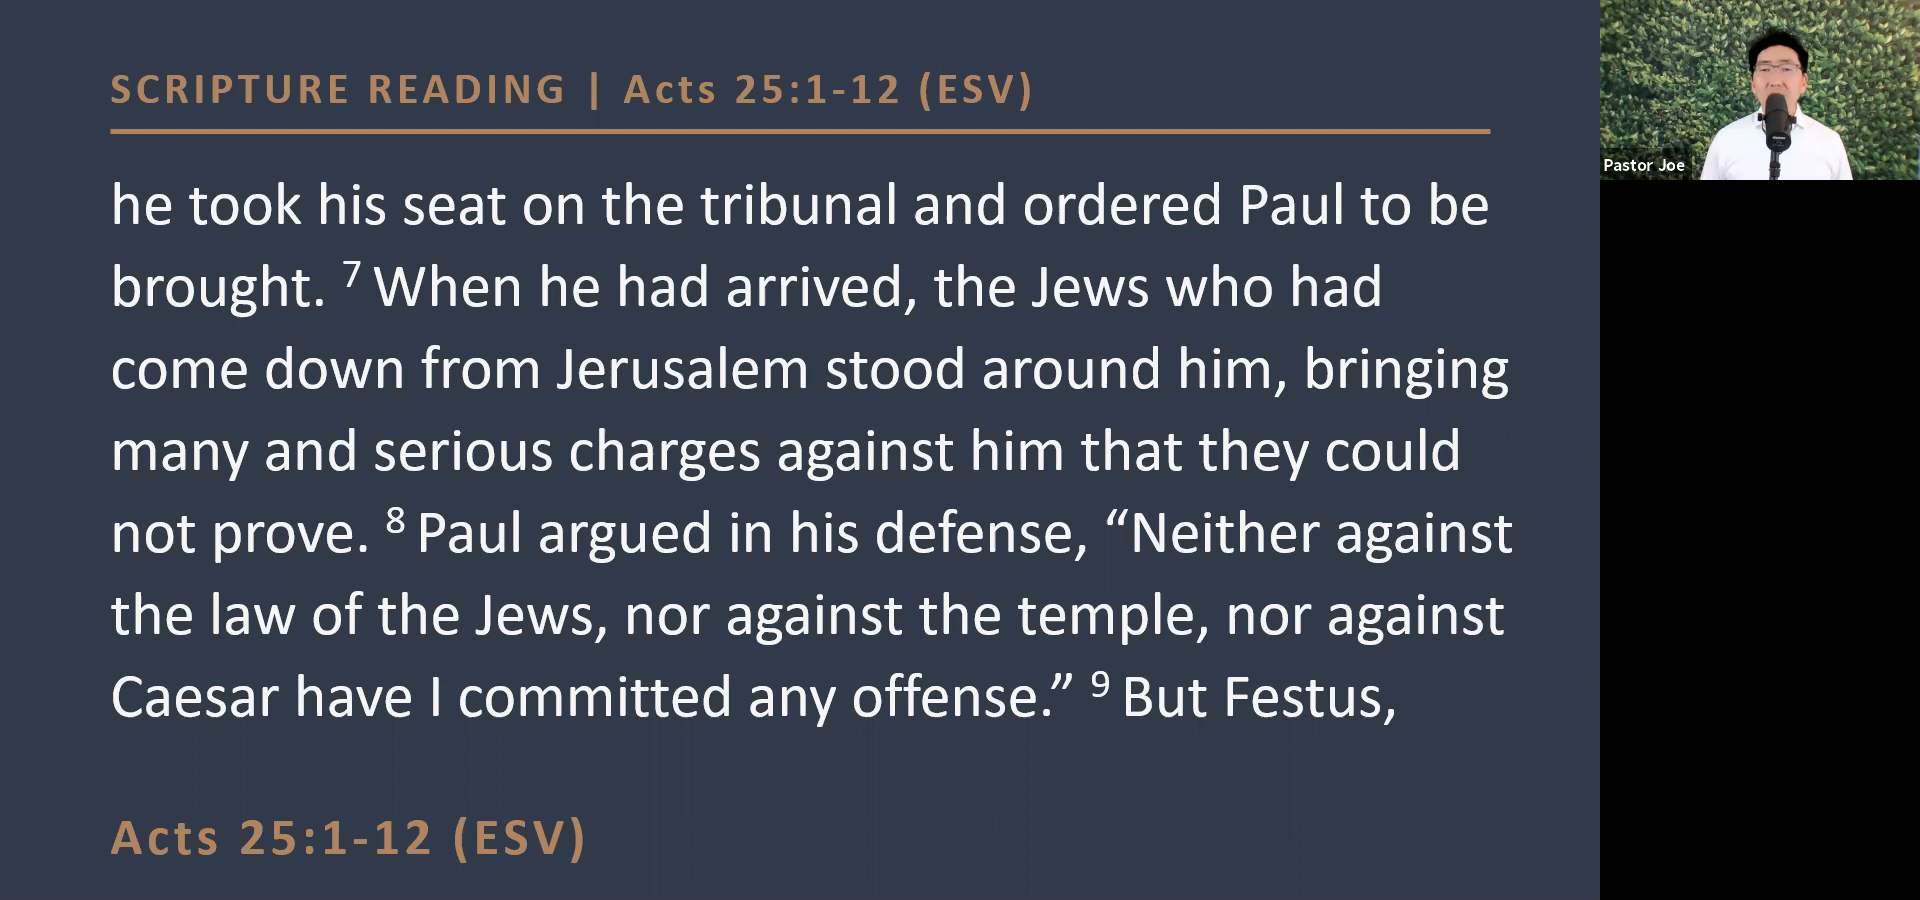 SCRIPTURE READING | Acts 25:1-12 (ESV)
he took his seat on the tribunal and ordered Paul to be
brought. 7 When he had arrived, the Jews who had
come down from Jerusalem stood around him, bringing
many and serious charges against him that they could
not prove. 8 Paul argued in his defense, “Neither against
the law of the Jews, nor against the temple, nor against
Caesar have I committed any offense.” 9 But Festus,
Acts 25:1-12 (ESV)
Pastor Joe